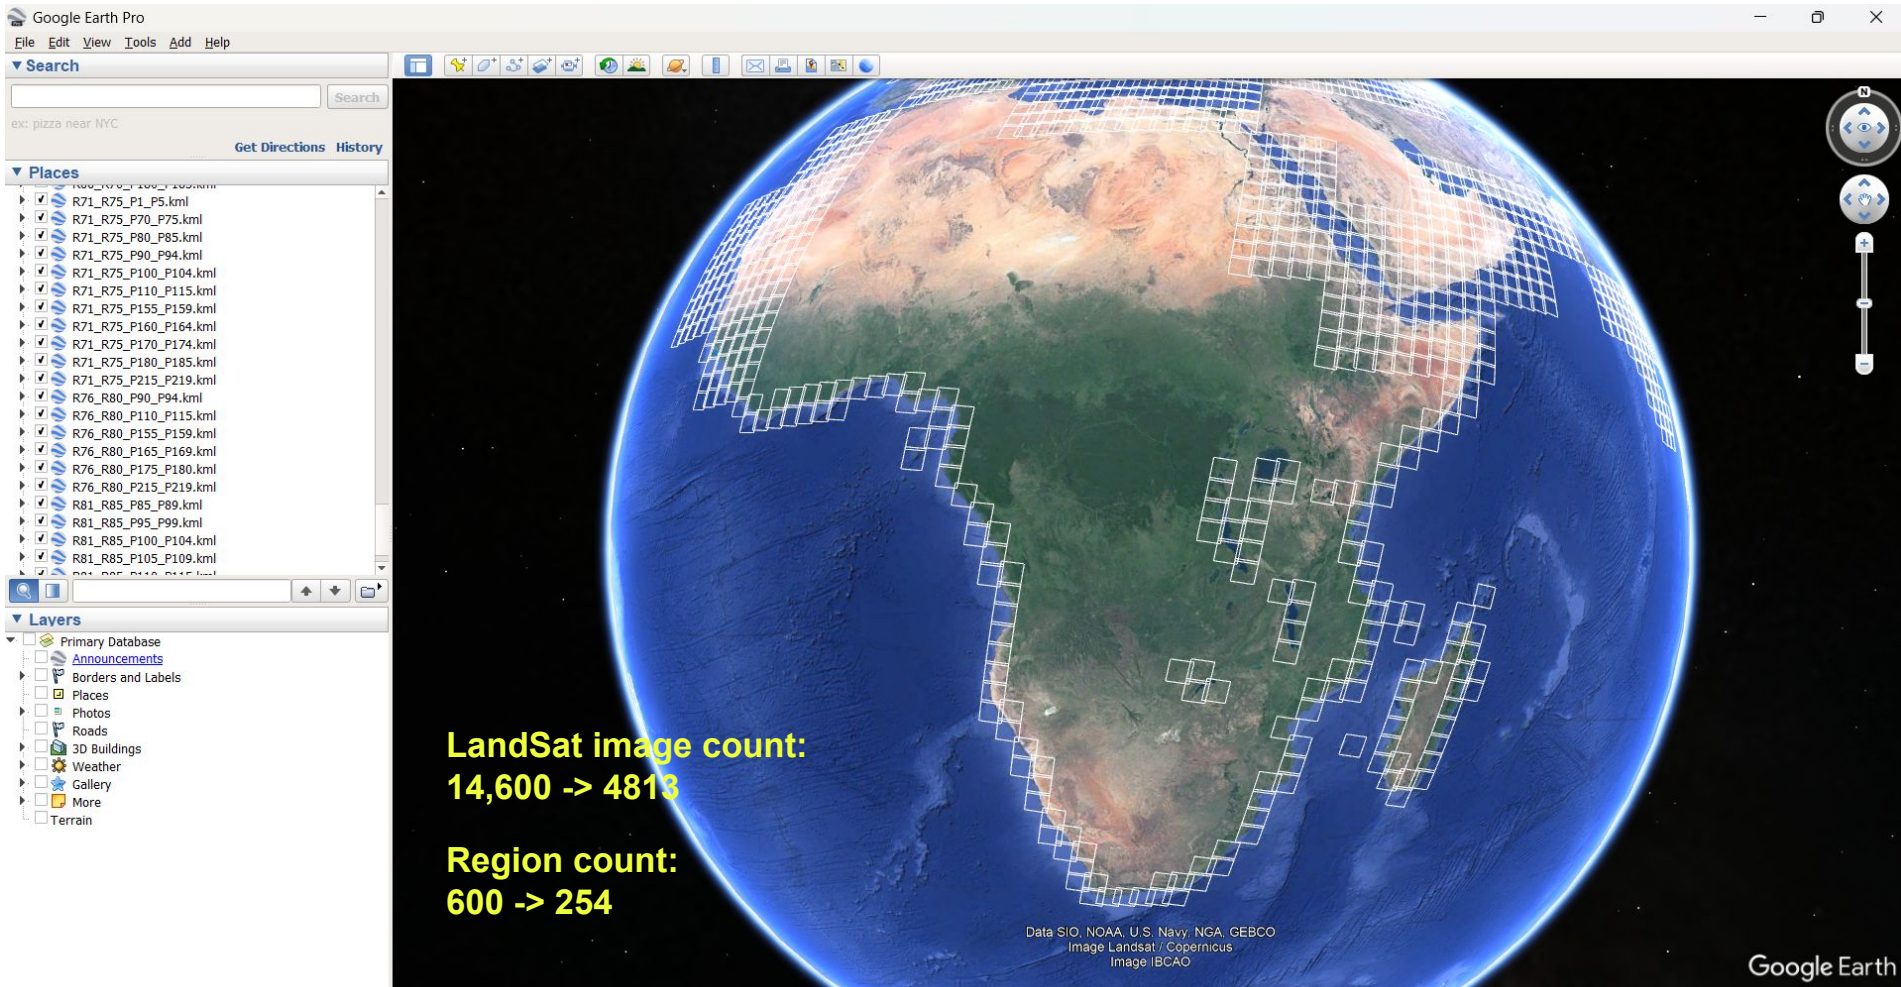 Google Earth Pro
File Edit View Tools Add Help
Search
Search
ex: pizza near NYC
Get Directions History
Places
R71_R75_P1_P5.kml
R71_R75_P70_P75.kml
R71_R75_P80_P85.kml
R71_R75_P90_P94.kml
R71_R75_P100_P104.kml
R71_R75_P110_P115.kml
R71_R75_P155_P159.kml
R71_R75_P160_P164.kml
R71_R75_P170_P174.kml
R71_R75_P180_P185.kml
R71_R75_P215_P219.kml
R76_R80_P90_P94.kml
R76_R80_P110_P115.kml
R76_R80_P155_P159.kml
R76_R80_P165_P169.kml
R76_R80_P175_P180.kml
R76_R80_P215_P219.kml
R81_R85_P85_P89.kml
R81_R85_P95_P99.kml
R81_R85_P100_P104.kml
R81_R85_P105_P109.kml
Layers
Primary Database
Announcements
Borders and Labels
Places
Photos
Roads
3D Buildings
Weather
Gallery
More
Terrain
N
LandSat image count:
14,600 -> 4813
Region count:
600 -> 254
Data SIO, NOAA, U.S. Navy, NGA, GEBCO
Image Landsat / Copernicus
Image IBCAO
Google Earth